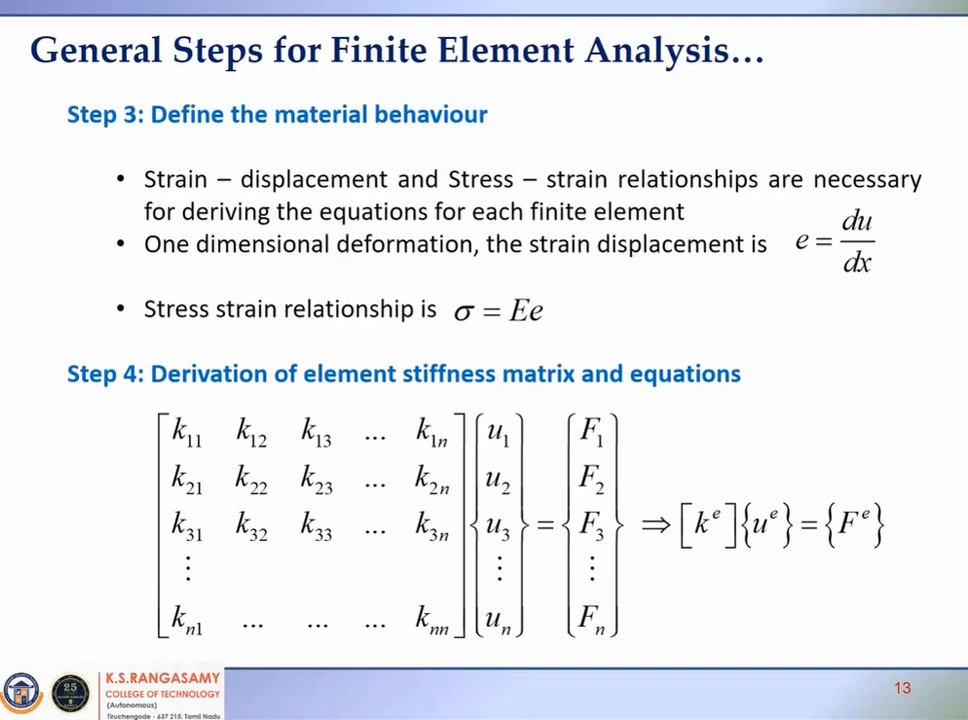 General Steps for Finite Element Analysis…
Step 3: Define the material behaviour
• Strain – displacement and Stress – strain relationships are necessary
for deriving the equations for each finite element
• One dimensional deformation, the strain displacement is e = du/dx
• Stress strain relationship is σ = Ee
Step 4: Derivation of element stiffness matrix and equations
[k₁₁ k₁₂ k₁₃ ... k₁ₙ] {u₁} {F₁}
[k₂₁ k₂₂ k₂₃ ... k₂ₙ] {u₂} {F₂}
[k₃₁ k₃₂ k₃₃ ... k₃ₙ] {u₃} = {F₃} ⇒ [kᵉ]{uᵉ} = {Fᵉ}
⋮ ⋮ ⋮
[kₙ₁ ... ... ... kₙₙ] {uₙ} {Fₙ}
25
K.S.RANGASAMY
COLLEGE OF TECHNOLOGY
(Autonomous)
Tiruchengode - 637 215. Tamil Nadu
13